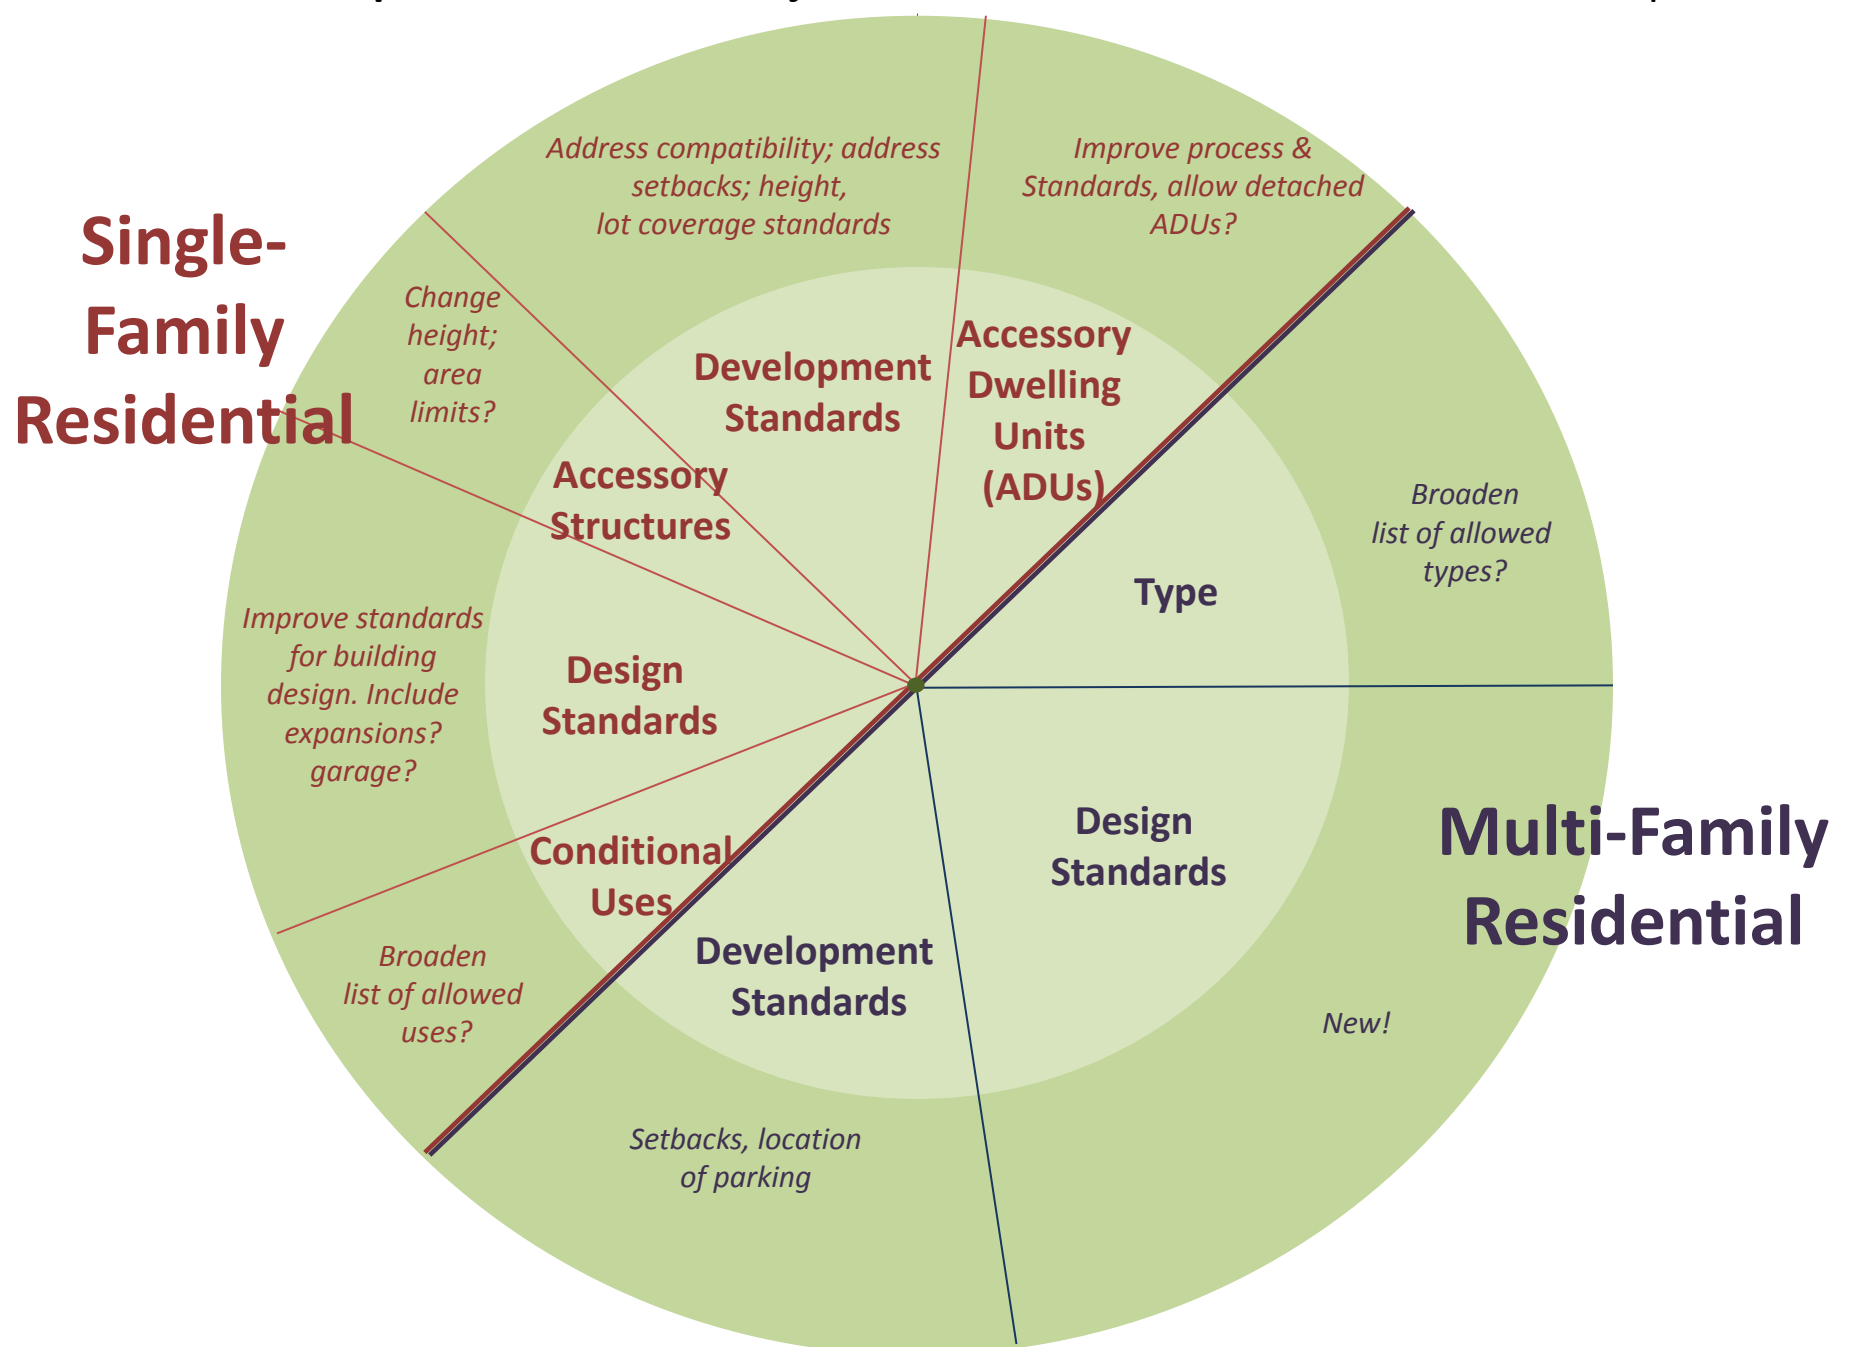 Single-
Family
Residential
Address compatibility; address
setbacks; height,
lot coverage standards
Improve process &
Standards, allow detached
ADUs?
Change
height;
area
limits?
Development
Standards
Accessory
Dwelling
Units
(ADUs)
Accessory
Structures
Broaden
list of allowed
types?
Type
Improve standards
for building
design. Include
expansions?
garage?
Design
Standards
Design
Standards
Multi-Family
Residential
Conditional
Uses
Broaden
list of allowed
uses?
Development
Standards
New!
Setbacks, location
of parking